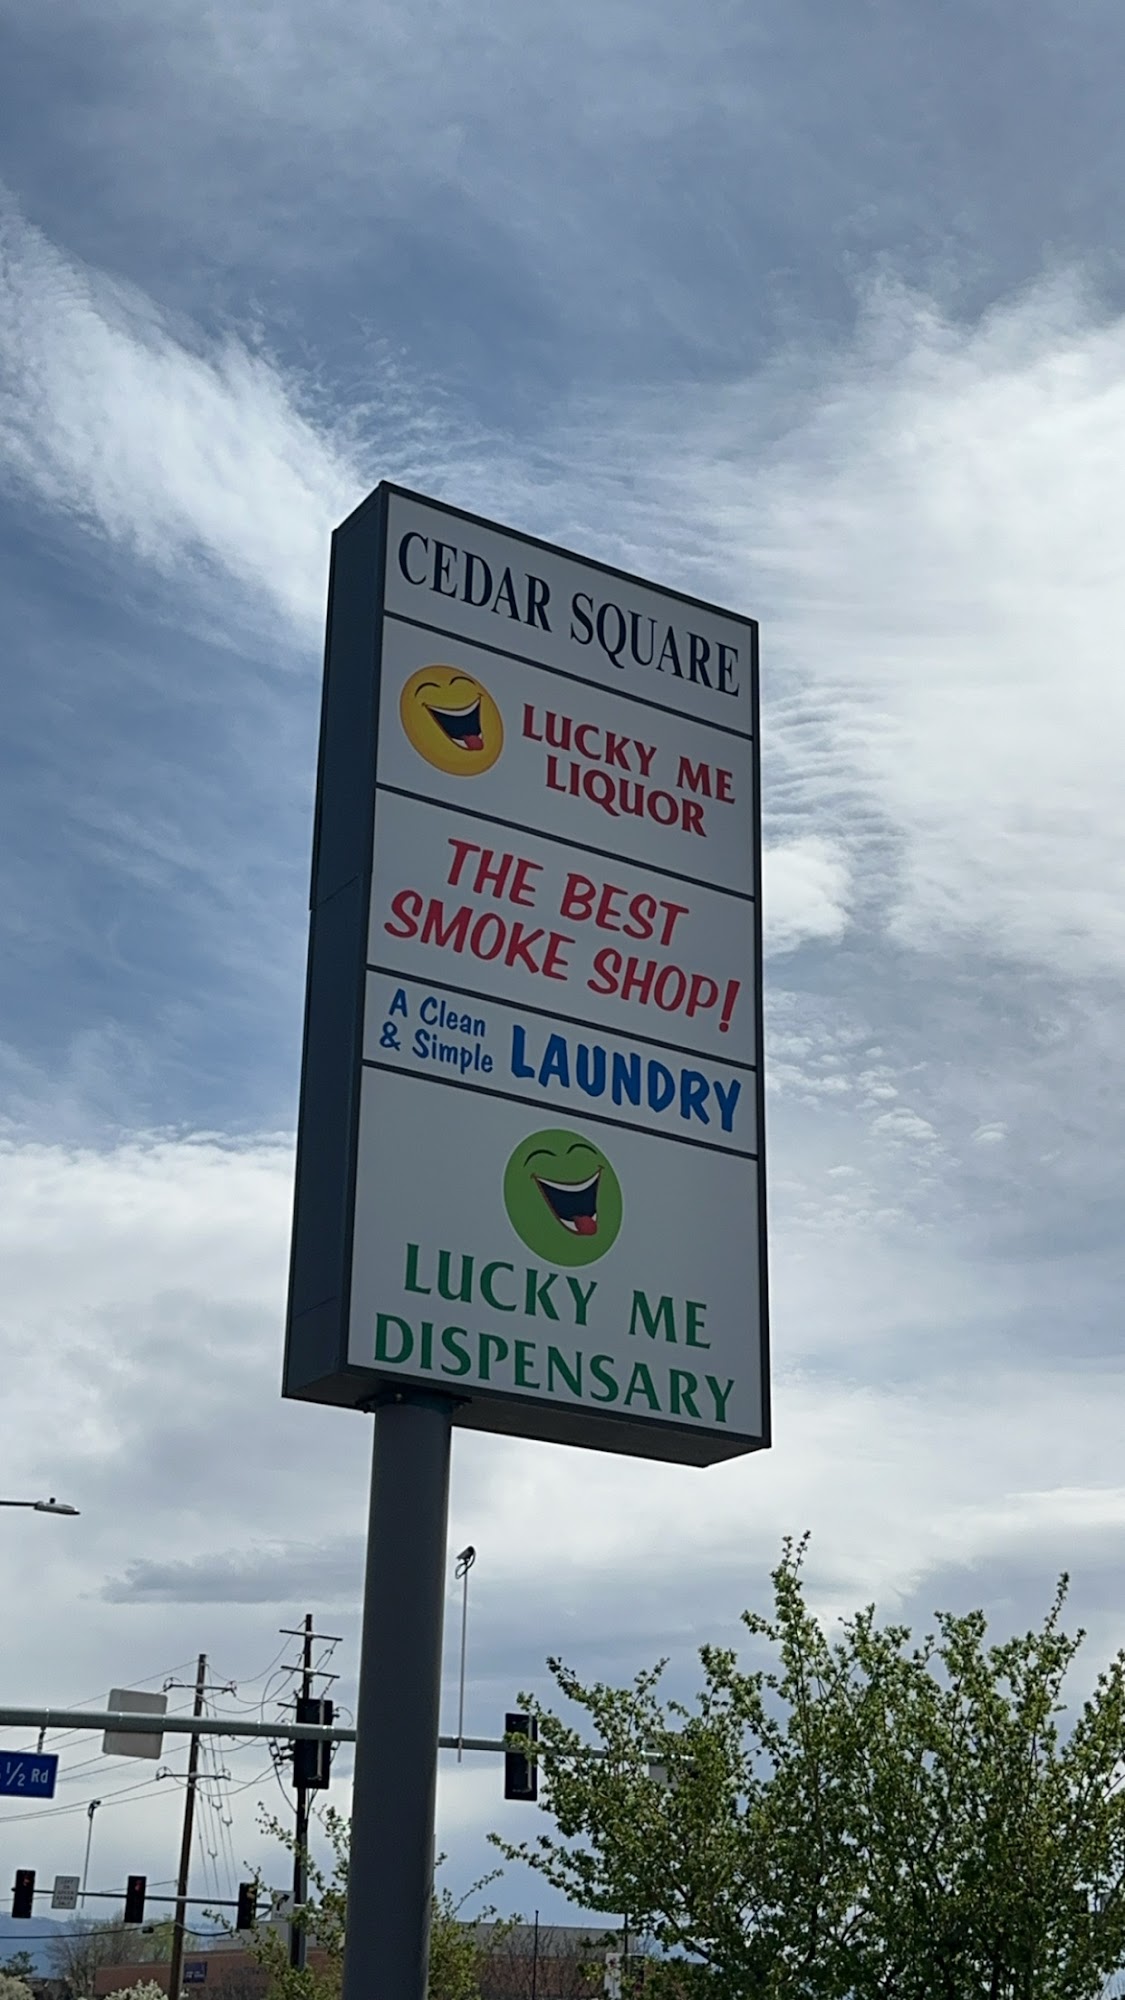 CEDAR SQUARE
LUCKY ME
LIQUOR
THE BEST
SMOKE SHOP!
A Clean
& Simple
LAUNDRY
LUCKY ME
DISPENSARY
1/2 Rd